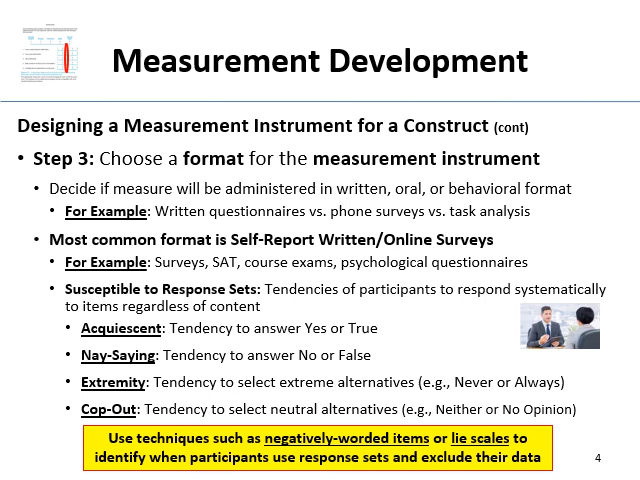 Measurement Development
Designing a Measurement Instrument for a Construct (cont)
• Step 3: Choose a format for the measurement instrument
• Decide if measure will be administered in written, oral, or behavioral format
• For Example: Written questionnaires vs. phone surveys vs. task analysis
• Most common format is Self-Report Written/Online Surveys
• For Example: Surveys, SAT, course exams, psychological questionnaires
• Susceptible to Response Sets: Tendencies of participants to respond systematically
to items regardless of content
• Acquiescent: Tendency to answer Yes or True
• Nay-Saying: Tendency to answer No or False
• Extremity: Tendency to select extreme alternatives (e.g., Never or Always)
• Cop-Out: Tendency to select neutral alternatives (e.g., Neither or No Opinion)
Use techniques such as negatively-worded items or lie scales to
identify when participants use response sets and exclude their data
4